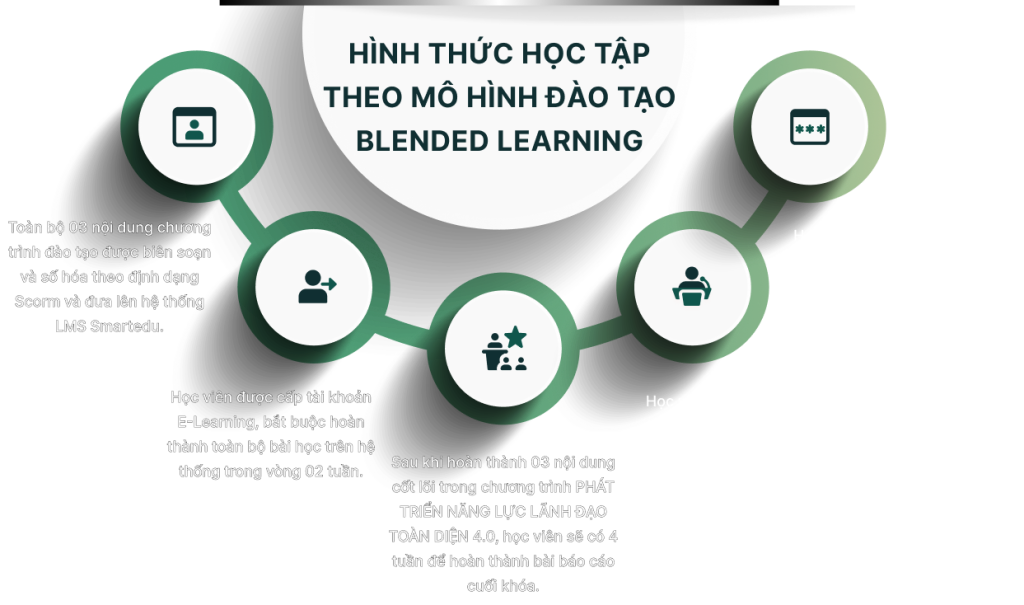 HÌNH THỨC HỌC TẬP
THEO MÔ HÌNH ĐÀO TẠO
BLENDED LEARNING
Toàn bộ 03 nội dung chương
trình đào tạo được biên soạn
và số hóa theo định dạng
Scorm và đưa lên hệ thống
LMS Smartedu.
Học viên được cấp tài khoản
E-Learning, bắt buộc hoàn
thành toàn bộ bài học trên hệ
thống trong vòng 02 tuần.
Sau khi hoàn thành 03 nội dung
cốt lõi trong chương trình PHÁT
TRIỂN NĂNG LỰC LÃNH ĐẠO
TOÀN DIỆN 4.0, học viên sẽ có 4
tuần để hoàn thành bài báo cáo
cuối khóa.
Học